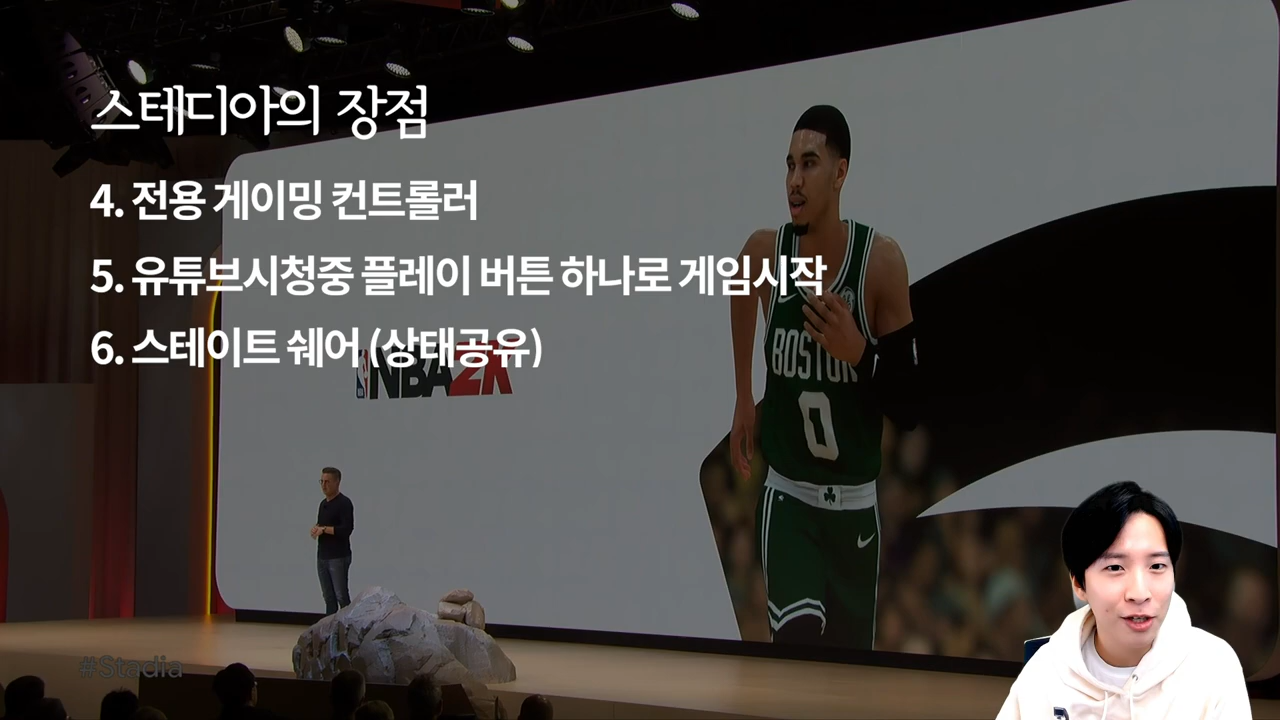 스테디아의 장점
4. 전용 게이밍 컨트롤러
5. 유튜브시청중 플레이 버튼 하나로 게임시작
6. 스테이트 쉐어 (상태공유)
NBA2K
BOSTON
0
#Stadia